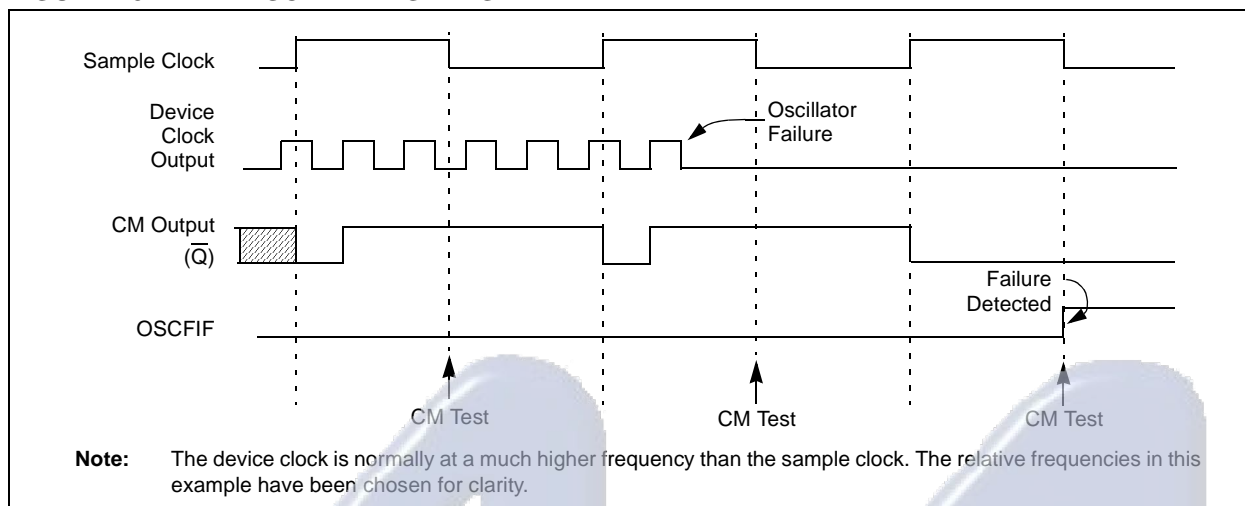 Sample Clock
Device
Clock
Output
Oscillator
Failure
CM Output
(Q̅)
Failure
Detected
OSCFIF
CM Test
CM Test
CM Test
Note: The device clock is normally at a much higher frequency than the sample clock. The relative frequencies in this
example have been chosen for clarity.